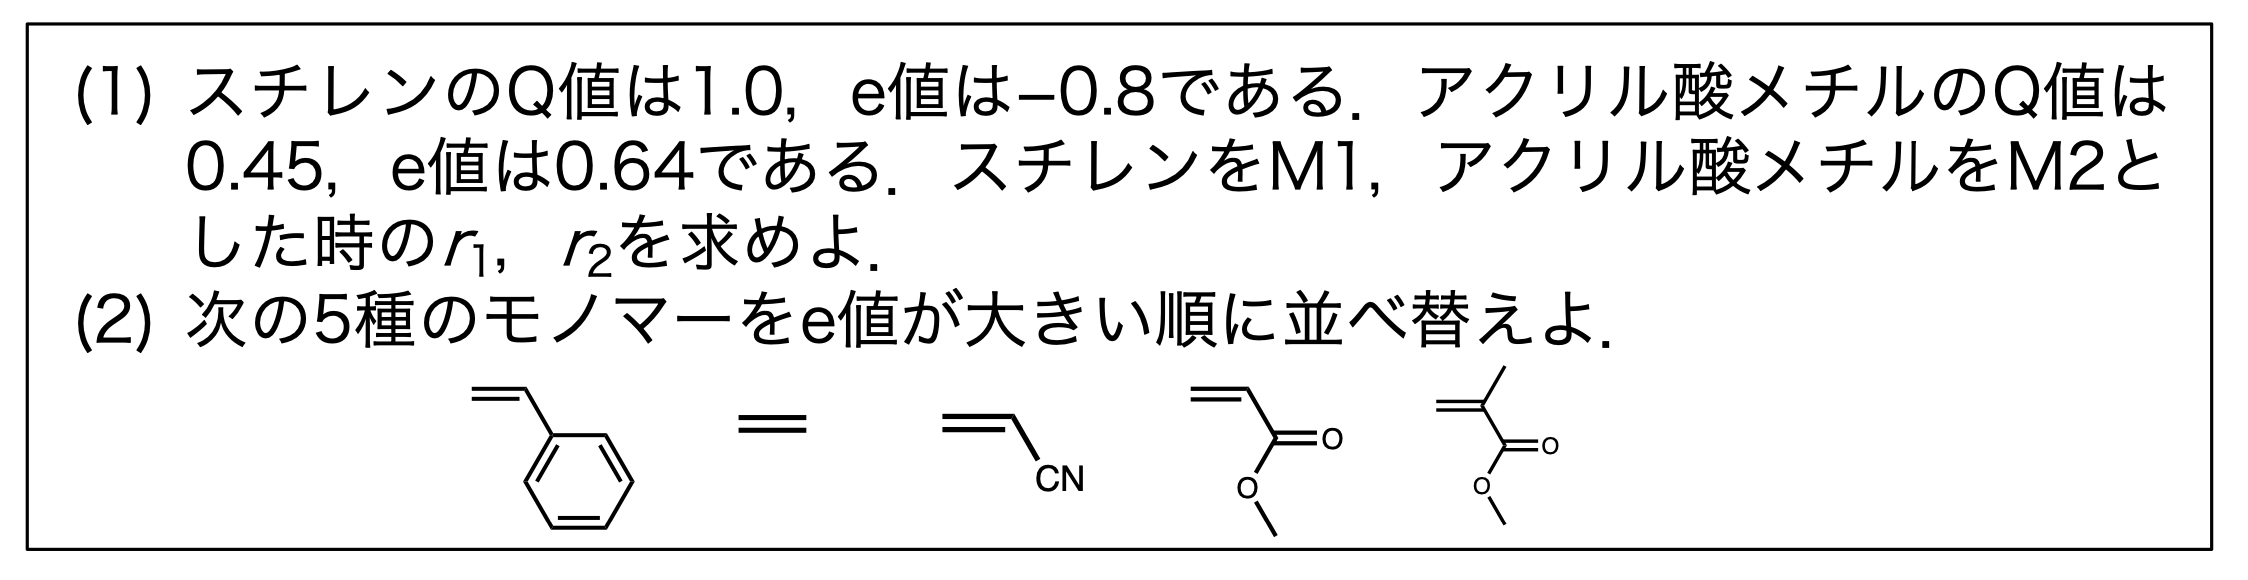 (1) スチレンのQ値は1.0, e値は–0.8である．アクリル酸メチルのQ値は
0.45, e値は0.64である．スチレンをM1, アクリル酸メチルをM2と
した時のr1, r2を求めよ．
(2) 次の5種のモノマーをe値が大きい順に並べ替えよ．
CN
O
O
O
O